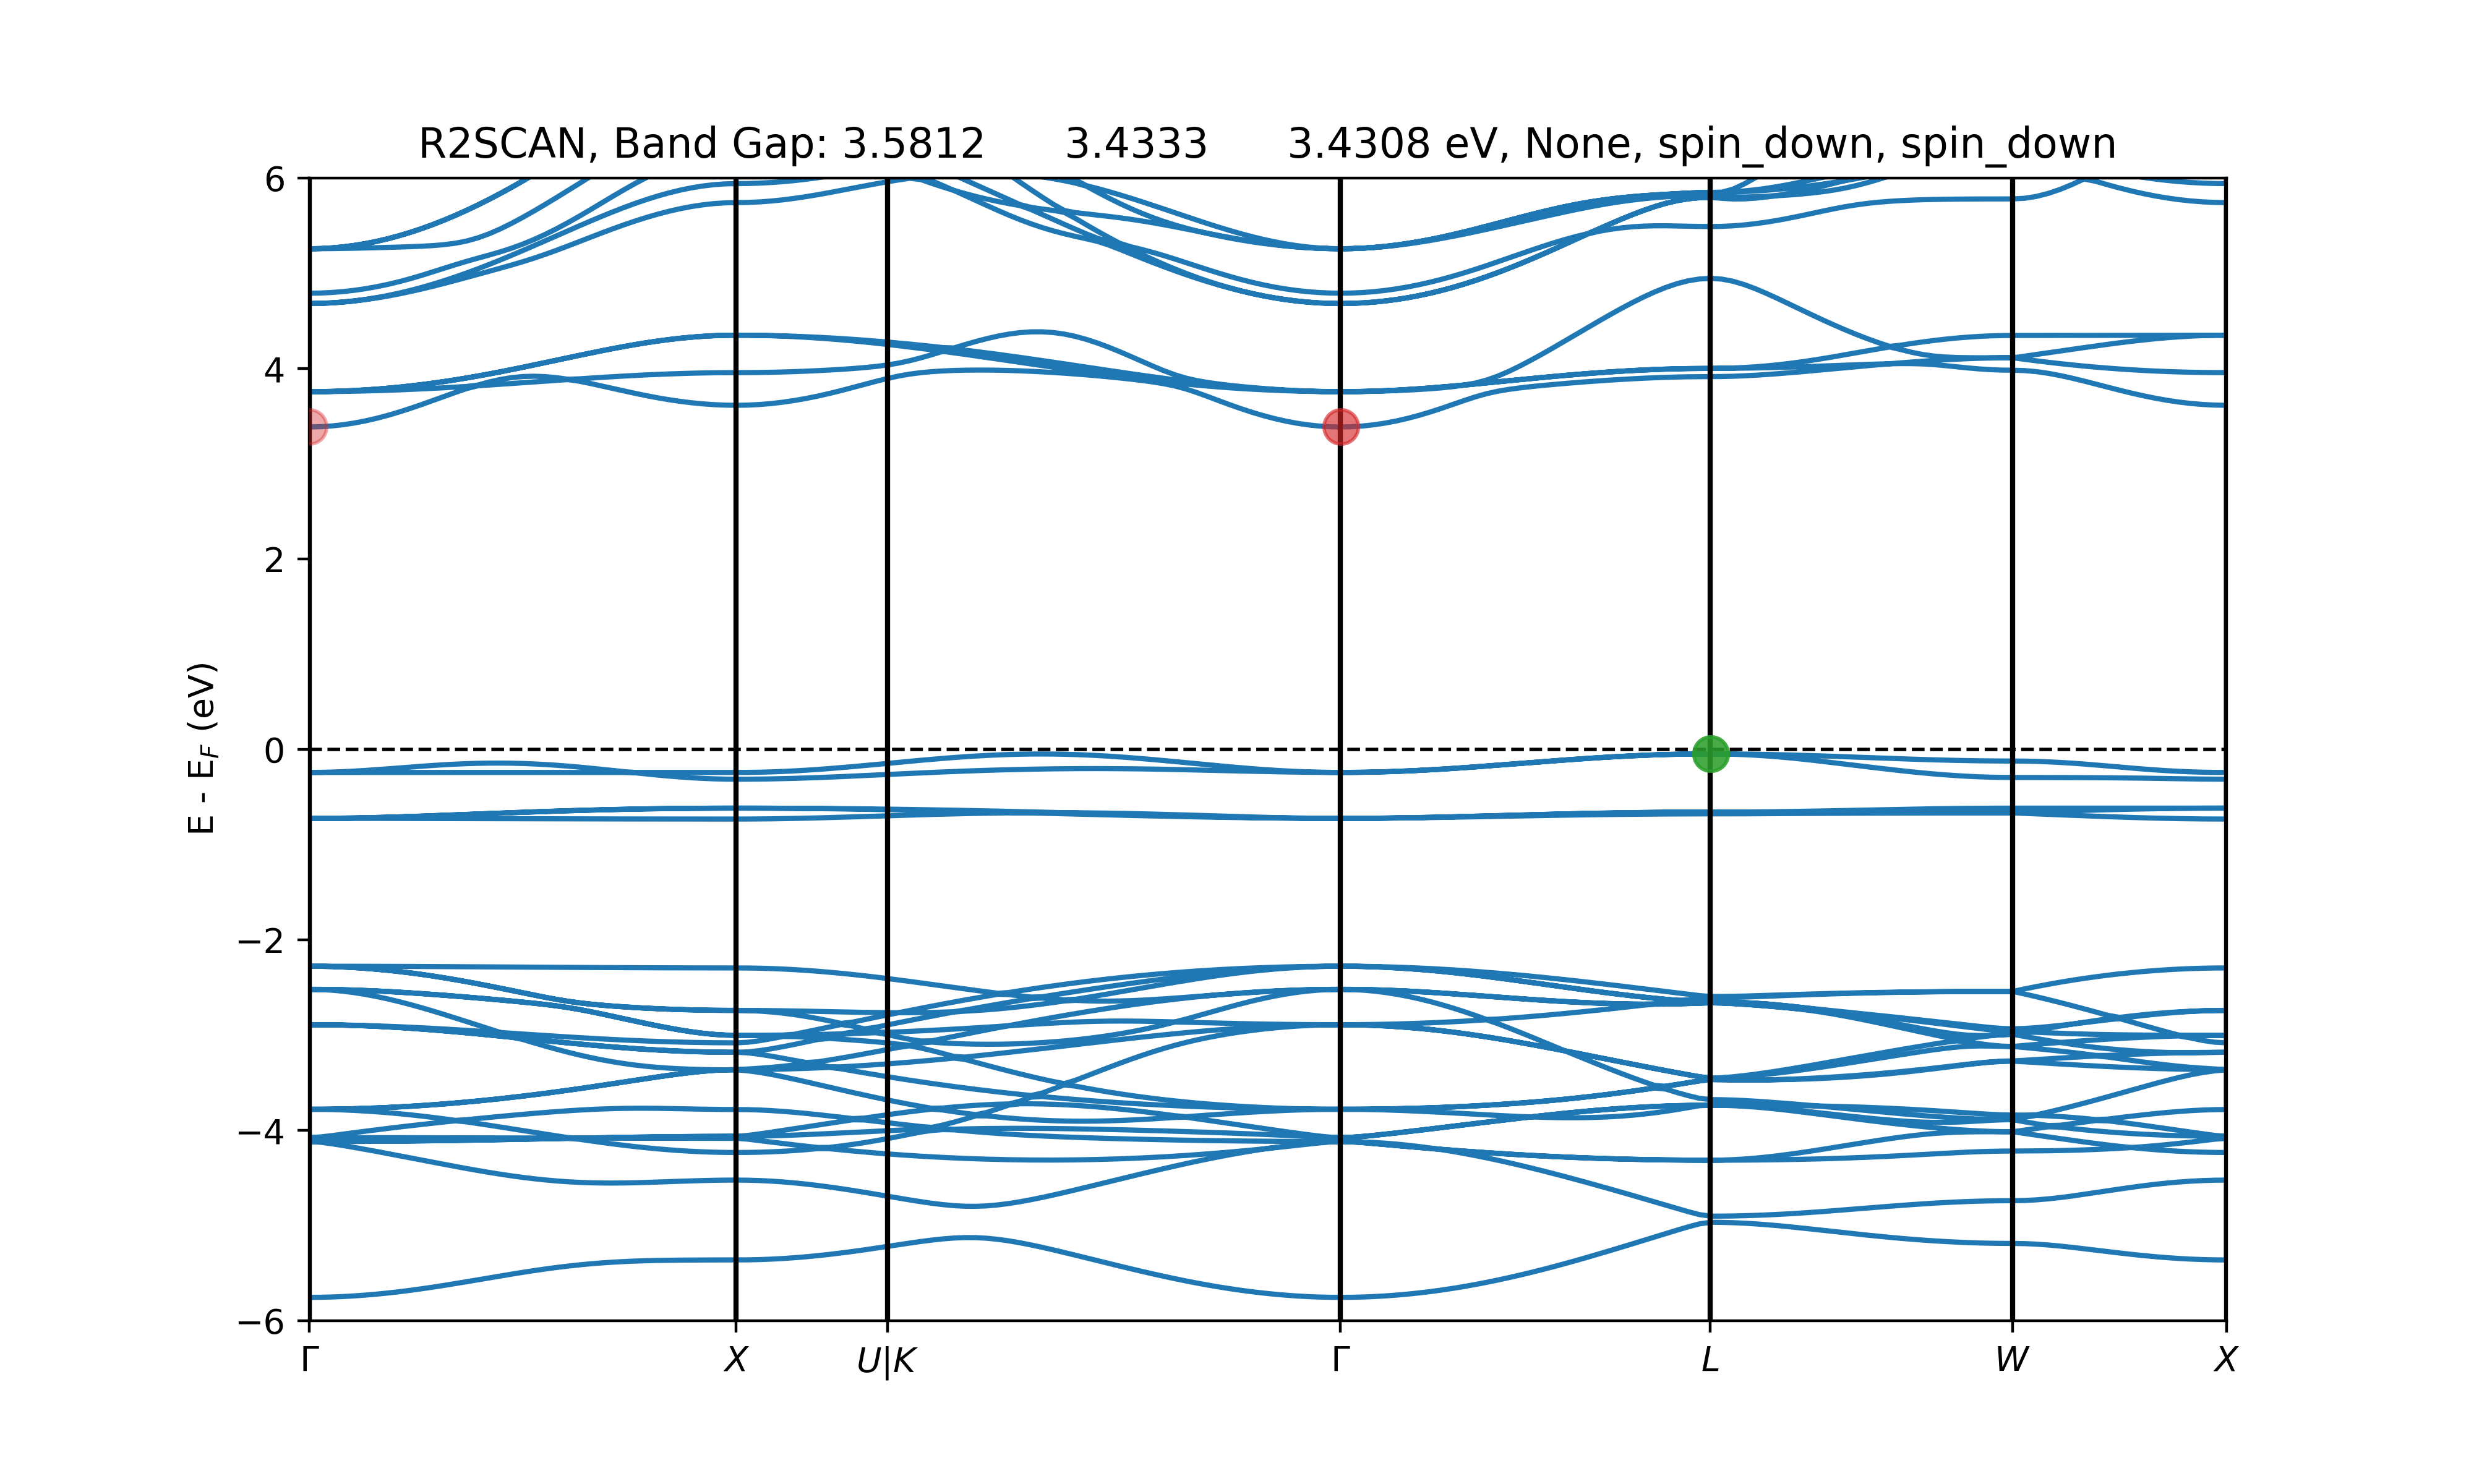 R2SCAN, Band Gap: 3.5812 3.4333 3.4308 eV, None, spin_down, spin_down
6
4
2
0
−2
−4
−6
E - E_F (eV)
Γ X U|K Γ L W X